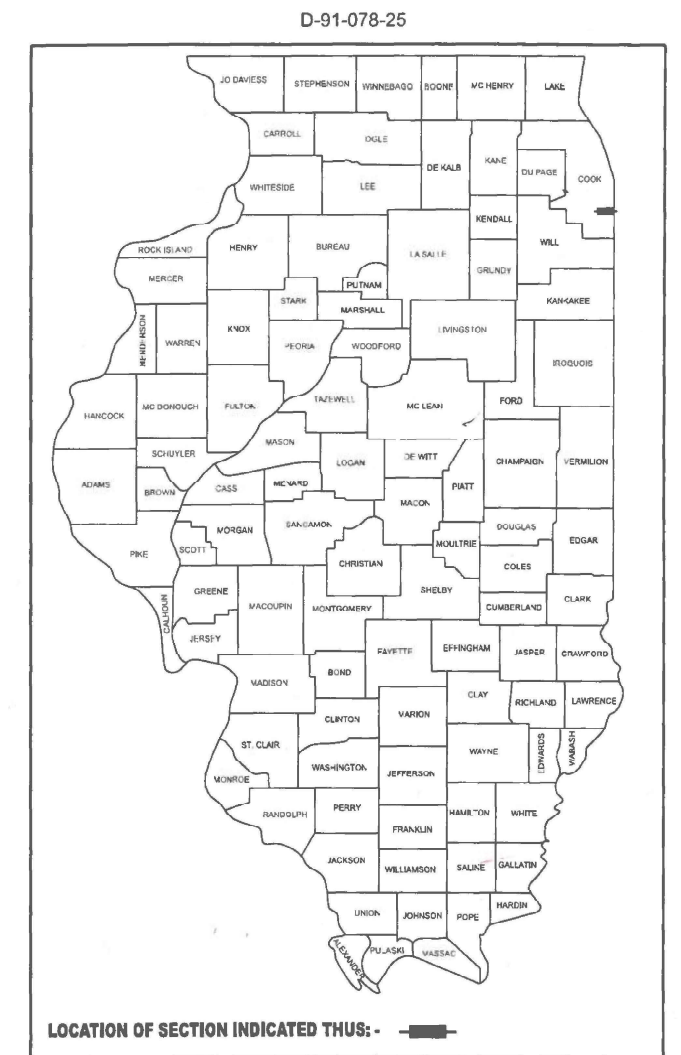 D-91-078-25
JO DAVIESS STEPHENSON WINNEBAGO BOONE MC HENRY LAKE
CARROLL OGLE DE KALB KANE DU PAGE COOK
WHITESIDE LEE
KENDALL
ROCK ISLAND HENRY BUREAU LA SALLE WILL
MERCER GRUNDY
PUTNAM
STARK MARSHALL KANKAKEE
HENDERSON WARREN KNOX PEORIA WOODFORD LIVINGSTON IROQUOIS
HANCOCK MC DONOUGH FULTON TAZEWELL MC LEAN FORD
MASON
SCHUYLER LOGAN DE WITT CHAMPAIGN VERMILION
ADAMS BROWN CASS MENARD PIATT
MACON
PIKE SCOTT MORGAN SANGAMON MOULTRIE DOUGLAS EDGAR
CHRISTIAN COLES
CALHOUN GREENE MACOUPIN MONTGOMERY SHELBY CUMBERLAND CLARK
JERSEY FAYETTE EFFINGHAM JASPER CRAWFORD
MADISON BOND
CLAY RICHLAND LAWRENCE
CLINTON MARION
ST. CLAIR WAYNE EDWARDS WABASH
MONROE WASHINGTON JEFFERSON
RANDOLPH PERRY HAMILTON WHITE
FRANKLIN
JACKSON WILLIAMSON SALINE GALLATIN
UNION JOHNSON POPE HARDIN
ALEXANDER PULASKI MASSAC
LOCATION OF SECTION INDICATED THUS: -